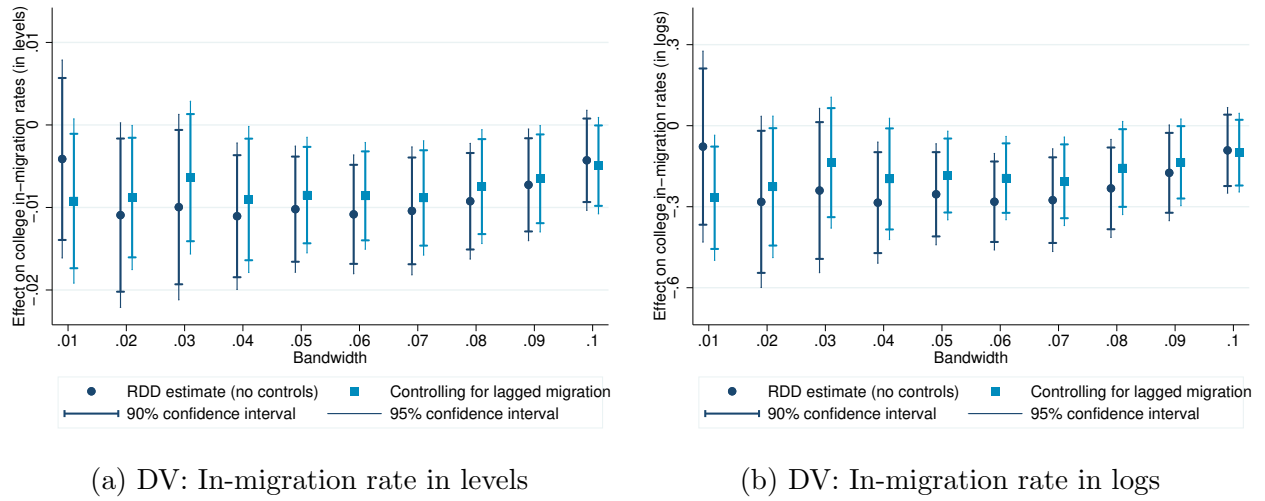 Effect on college in−migration rates (in levels)
.01
0
−.01
−.02
.01 .02 .03 .04 .05 .06 .07 .08 .09 .1
Bandwidth
RDD estimate (no controls) Controlling for lagged migration
90% confidence interval 95% confidence interval
(a) DV: In-migration rate in levels
Effect on college in−migration rates (in logs)
.3
0
−.3
−.6
.01 .02 .03 .04 .05 .06 .07 .08 .09 .1
Bandwidth
RDD estimate (no controls) Controlling for lagged migration
90% confidence interval 95% confidence interval
(b) DV: In-migration rate in logs